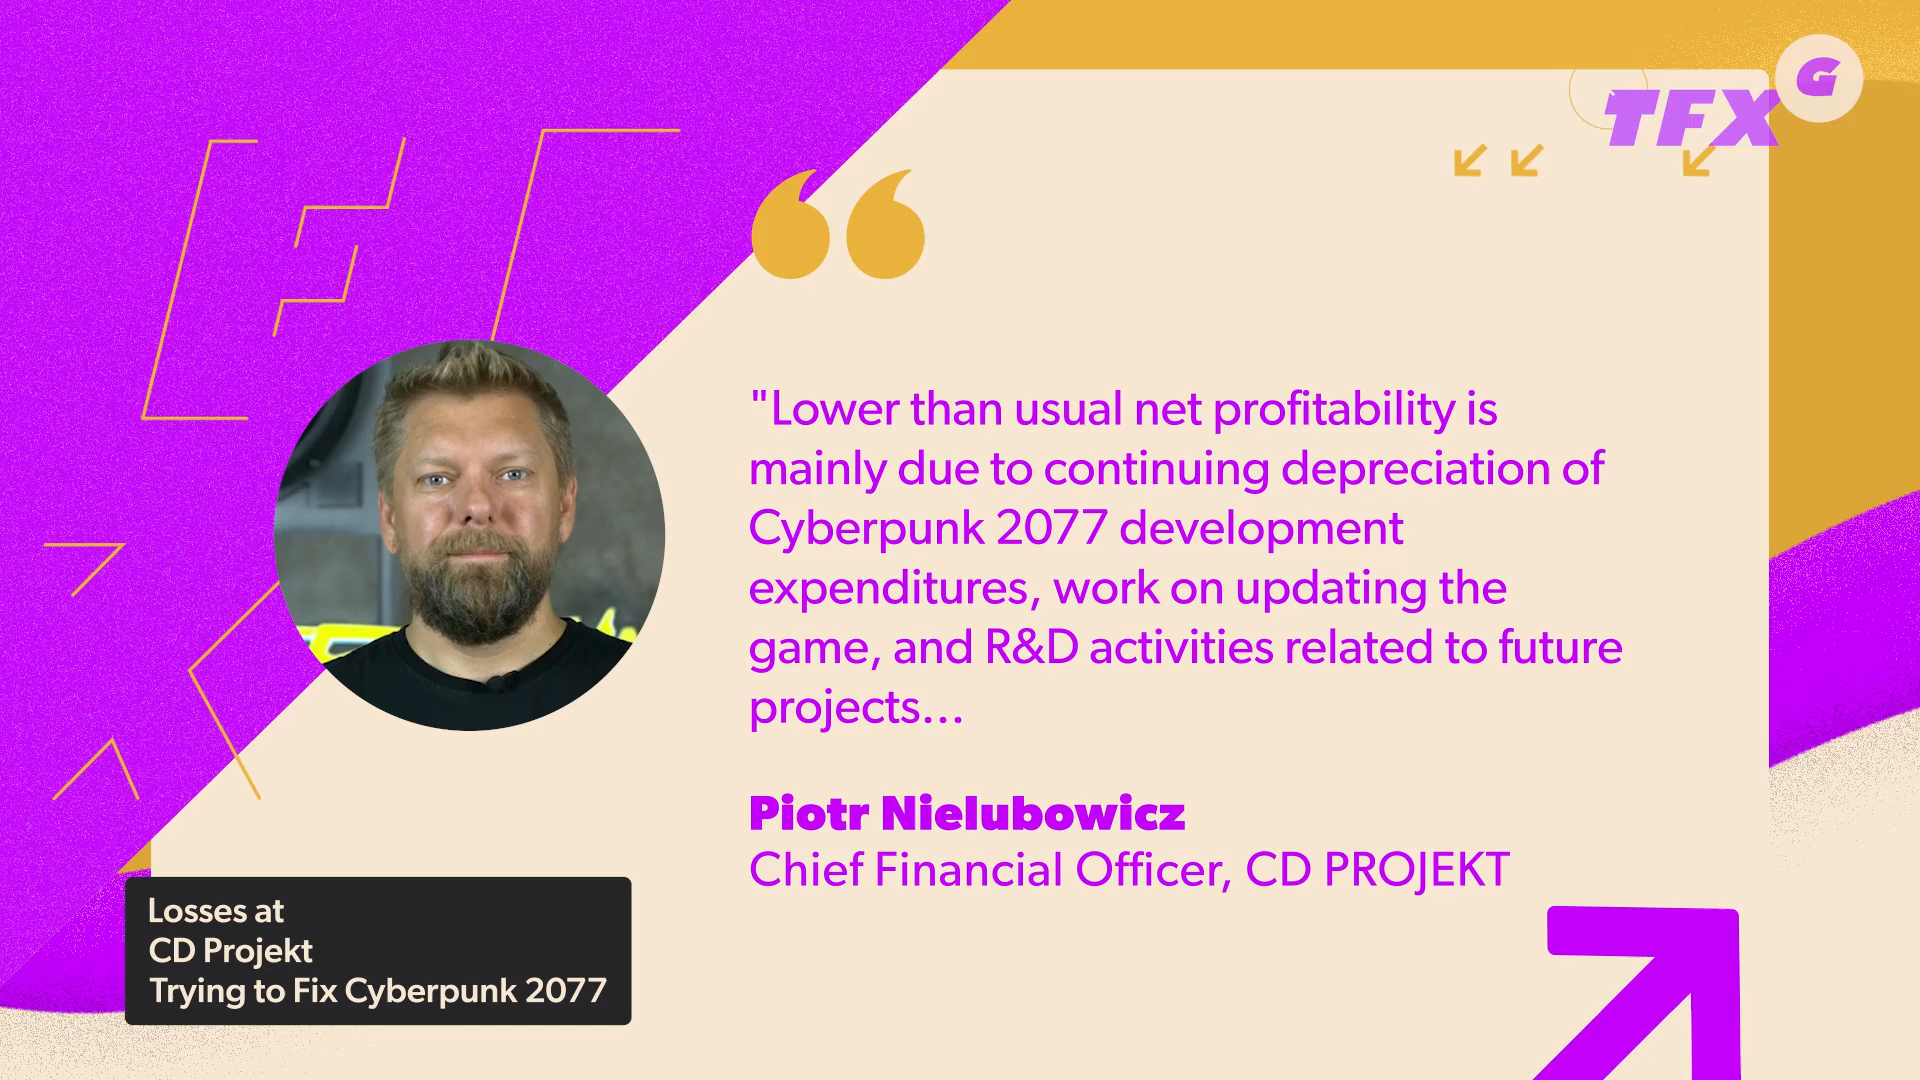 TFX
G
"Lower than usual net profitability is
mainly due to continuing depreciation of
Cyberpunk 2077 development
expenditures, work on updating the
game, and R&D activities related to future
projects...
Piotr Nielubowicz
Chief Financial Officer, CD PROJEKT
Losses at
CD Projekt
Trying to Fix Cyberpunk 2077